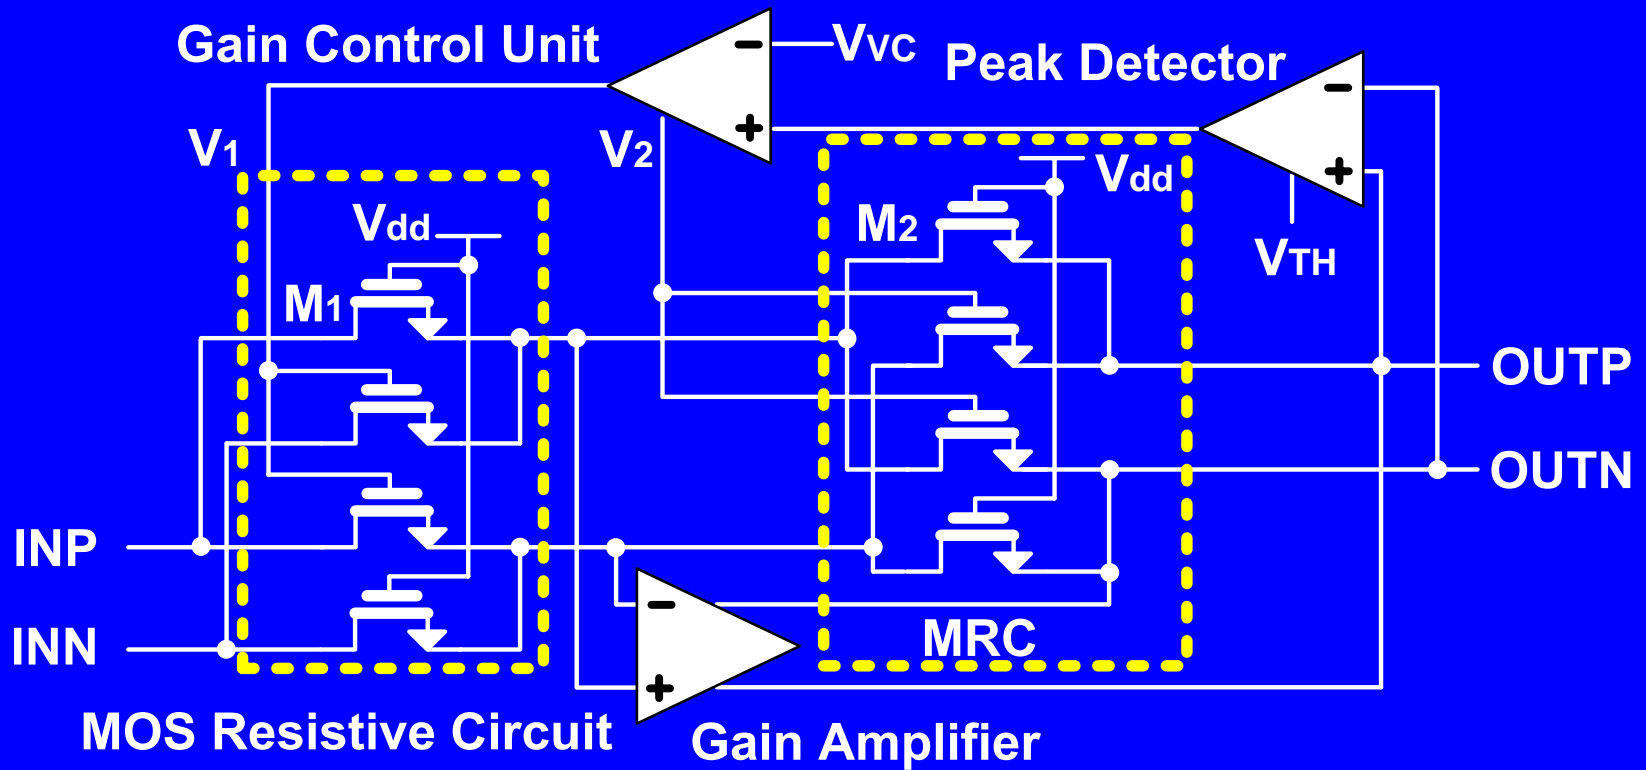 Gain Control Unit
VVC
Peak Detector
V1
V2
Vdd
Vdd
M2
VTH
M1
OUTP
OUTN
INP
INN
MRC
MOS Resistive Circuit
Gain Amplifier
−
+
−
+
−
+